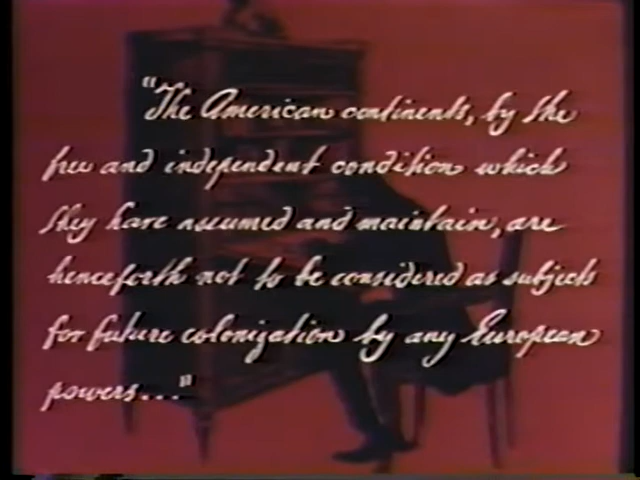 "The American continents, by the
free and independent condition which
they have assumed and maintain, are
henceforth not to be considered as subjects
for future colonization by any European
powers..."